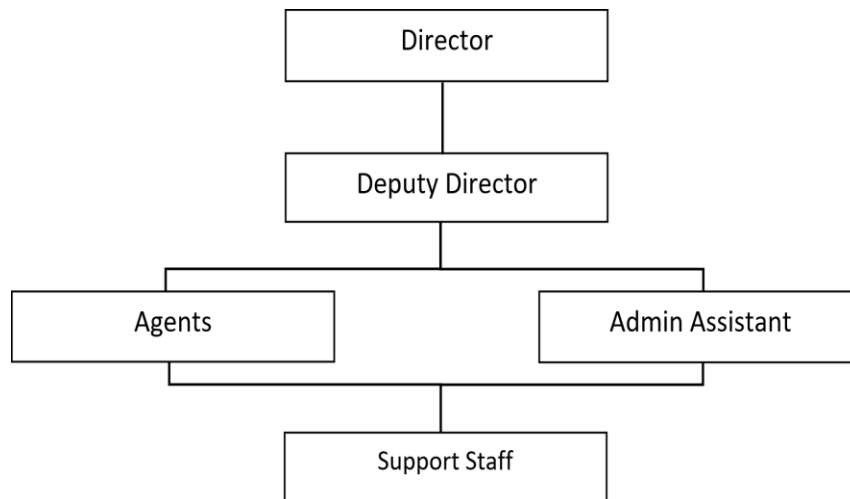 Director
Deputy Director
Agents
Admin Assistant
Support Staff